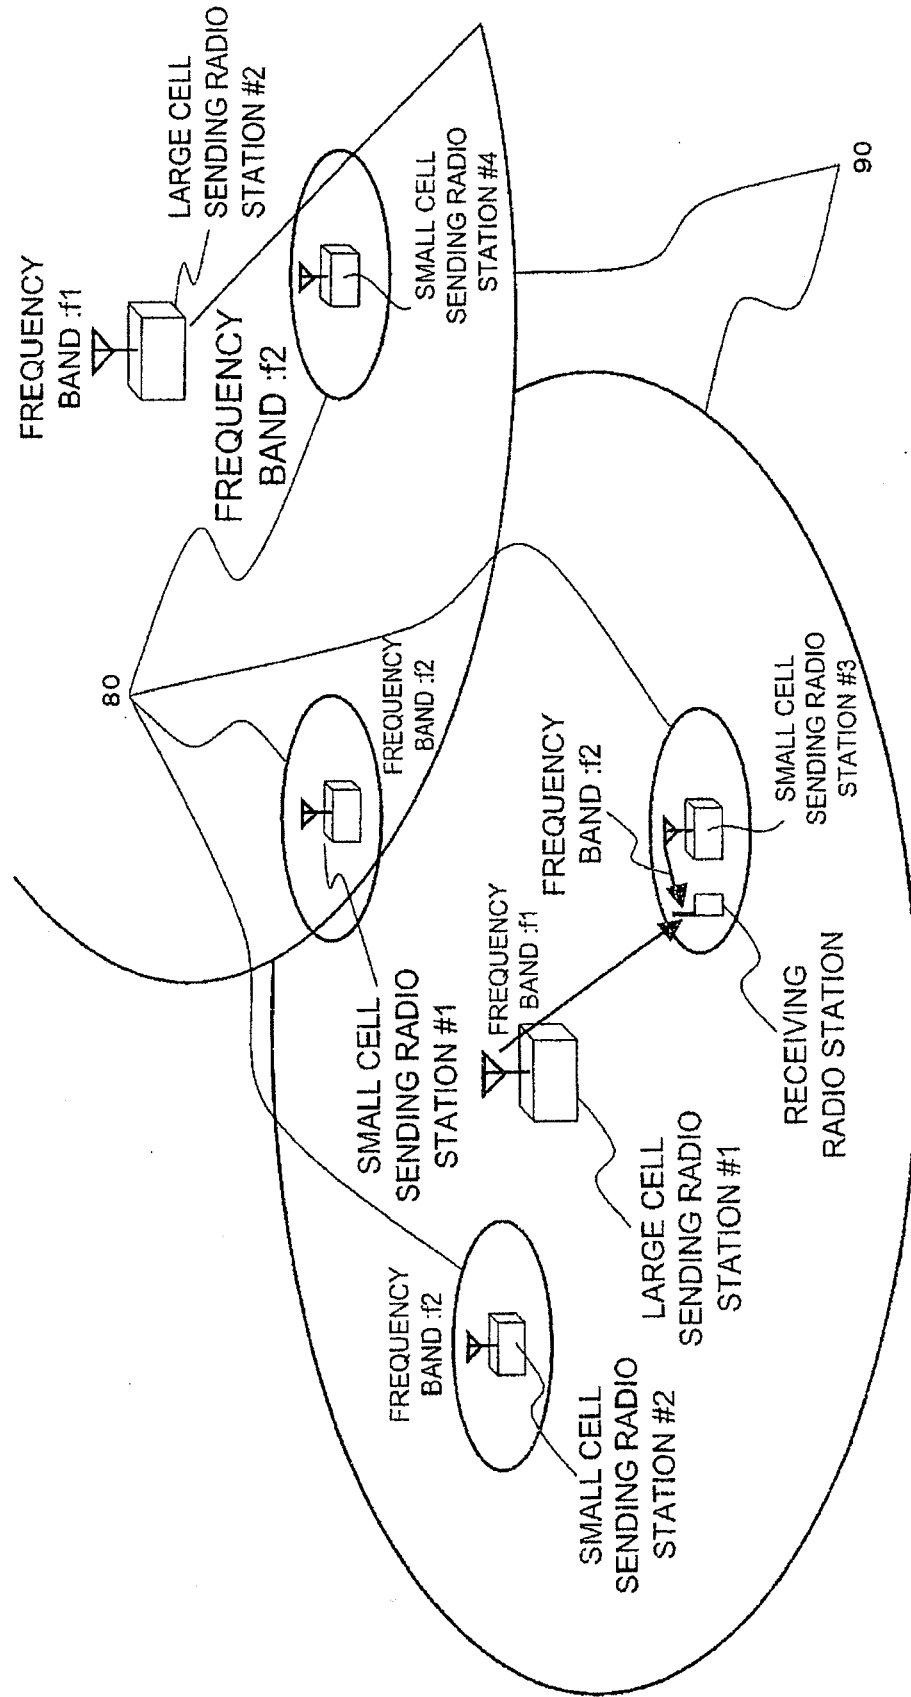 FREQUENCY
BAND :f1
LARGE CELL
SENDING RADIO
STATION #2
FREQUENCY
BAND :f2
SMALL CELL
SENDING RADIO
STATION #4
90
80
FREQUENCY
BAND :f2
SMALL CELL
SENDING RADIO
STATION #1
FREQUENCY
BAND :f1
FREQUENCY
BAND :f2
SMALL CELL
SENDING RADIO
STATION #3
RECEIVING
RADIO STATION
LARGE CELL
SENDING RADIO
STATION #1
FREQUENCY
BAND :f2
SMALL CELL
SENDING RADIO
STATION #2